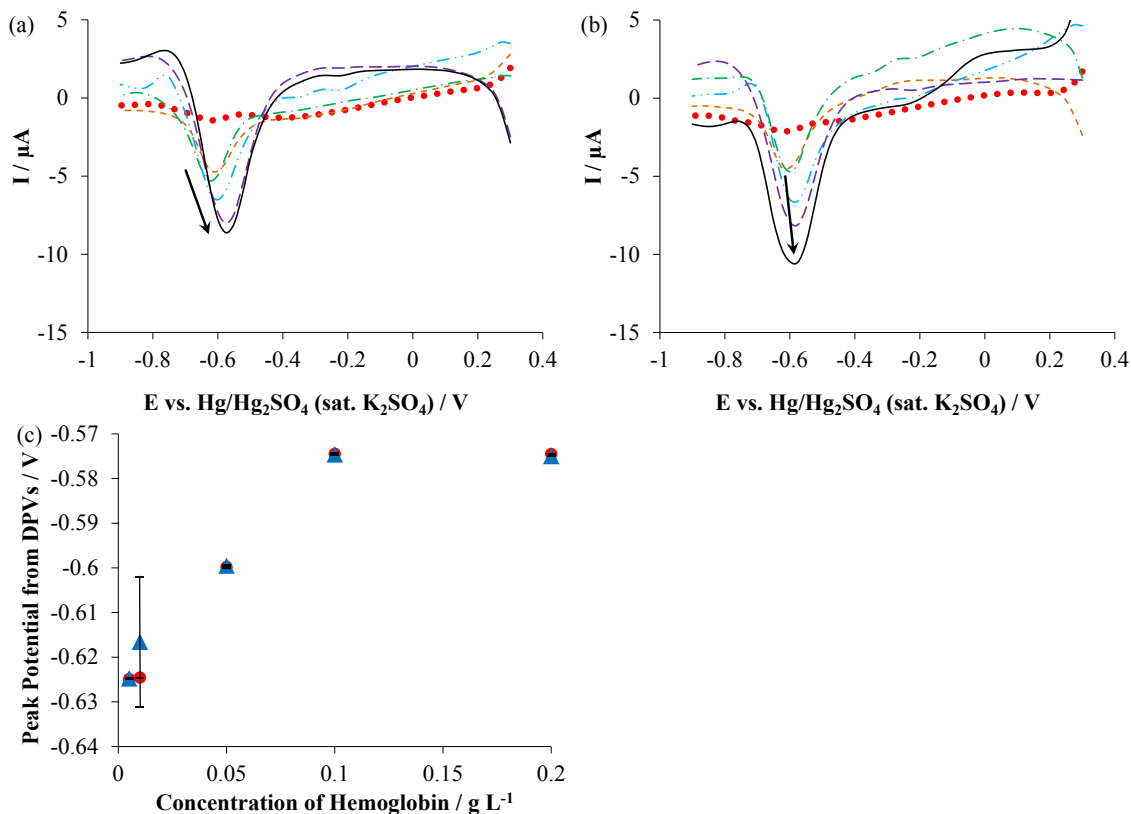 (a)
5
0
-5
-10
-15
I / µA
-1 -0.8 -0.6 -0.4 -0.2 0 0.2 0.4
E vs. Hg/Hg₂SO₄ (sat. K₂SO₄) / V
(b)
5
0
-5
-10
-15
I / µA
-1 -0.8 -0.6 -0.4 -0.2 0 0.2 0.4
E vs. Hg/Hg₂SO₄ (sat. K₂SO₄) / V
(c)
-0.57
-0.58
-0.59
-0.6
-0.61
-0.62
-0.63
-0.64
Peak Potential from DPVs / V
0 0.05 0.1 0.15 0.2
Concentration of Hemoglobin / g L⁻¹